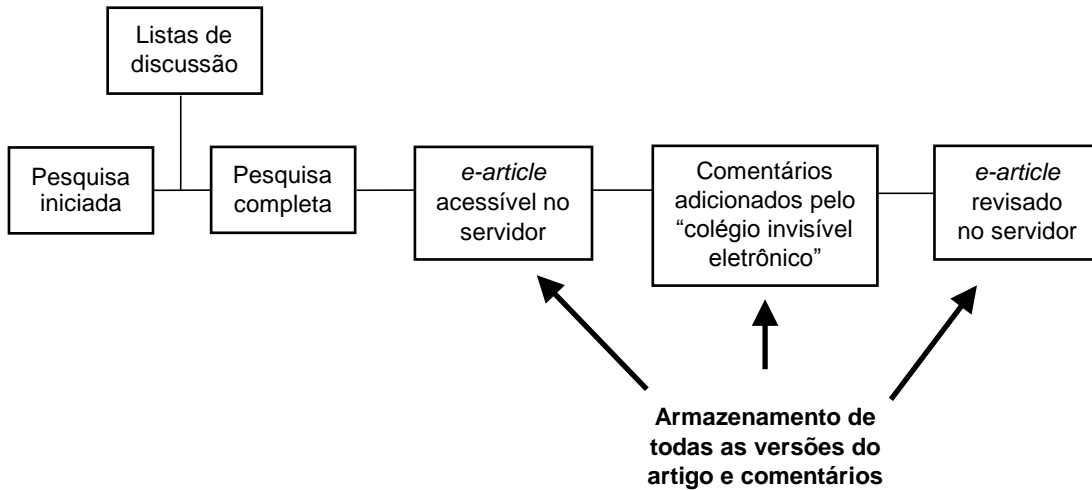 Listas de
discussão
Pesquisa
iniciada
Pesquisa
completa
e-article
acessível no
servidor
Comentários
adicionados pelo
“colégio invisível
eletrônico”
e-article
revisado
no servidor
Armazenamento de
todas as versões do
artigo e comentários